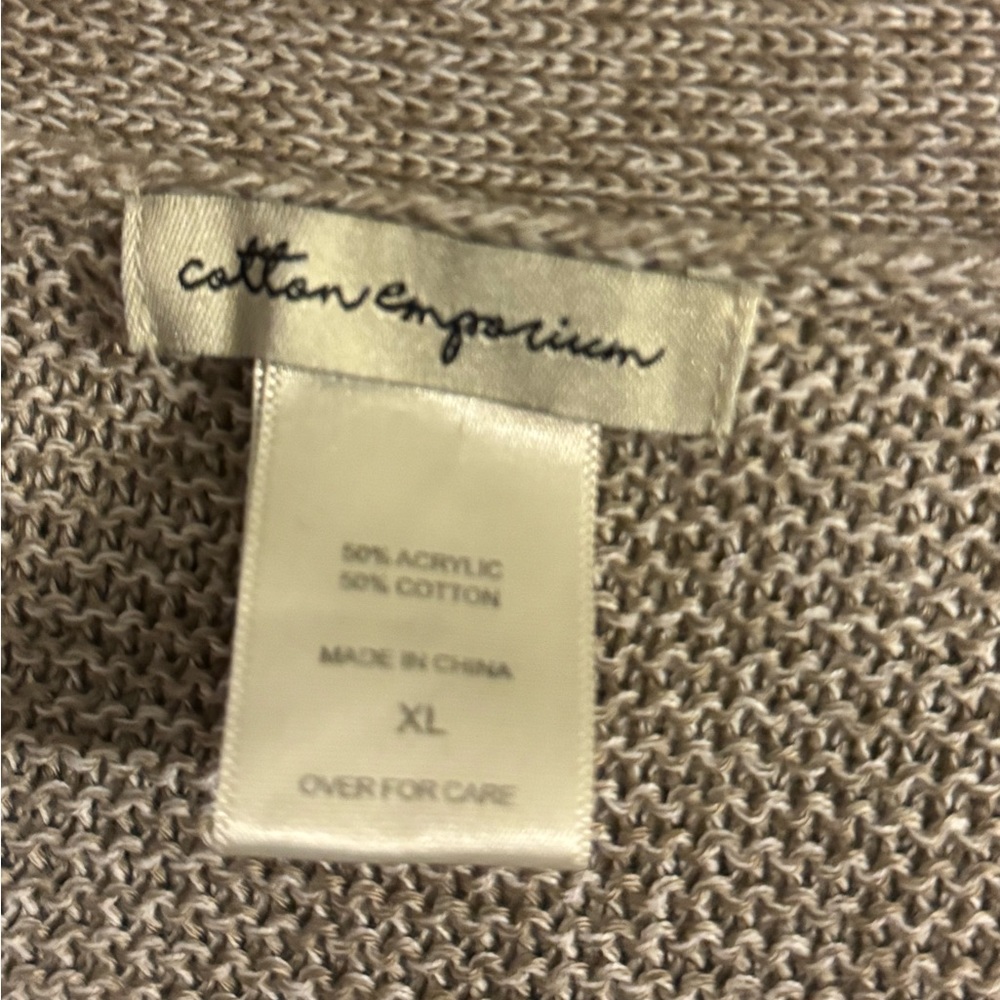 cotton emporium
50% ACRYLIC
50% COTTON
MADE IN CHINA
XL
OVER FOR CARE